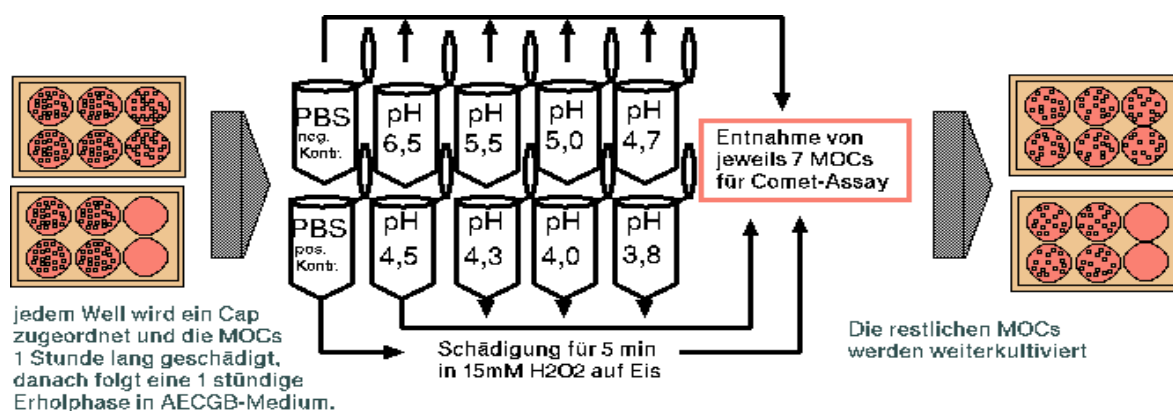 PBS
neg.
Kontr.
pH
6,5
pH
5,5
pH
5,0
pH
4,7
PBS
pos.
Kontr.
pH
4,5
pH
4,3
pH
4,0
pH
3,8
Entnahme von
jeweils 7 MOCs
für Comet-Assay
jedem Well wird ein Cap
zugeordnet und die MOCs
1 Stunde lang geschädigt,
danach folgt eine 1 stündige
Erholphase in AECGB-Medium.
Schädigung für 5 min
in 15mM H2O2 auf Eis
Die restlichen MOCs
werden weiterkultiviert